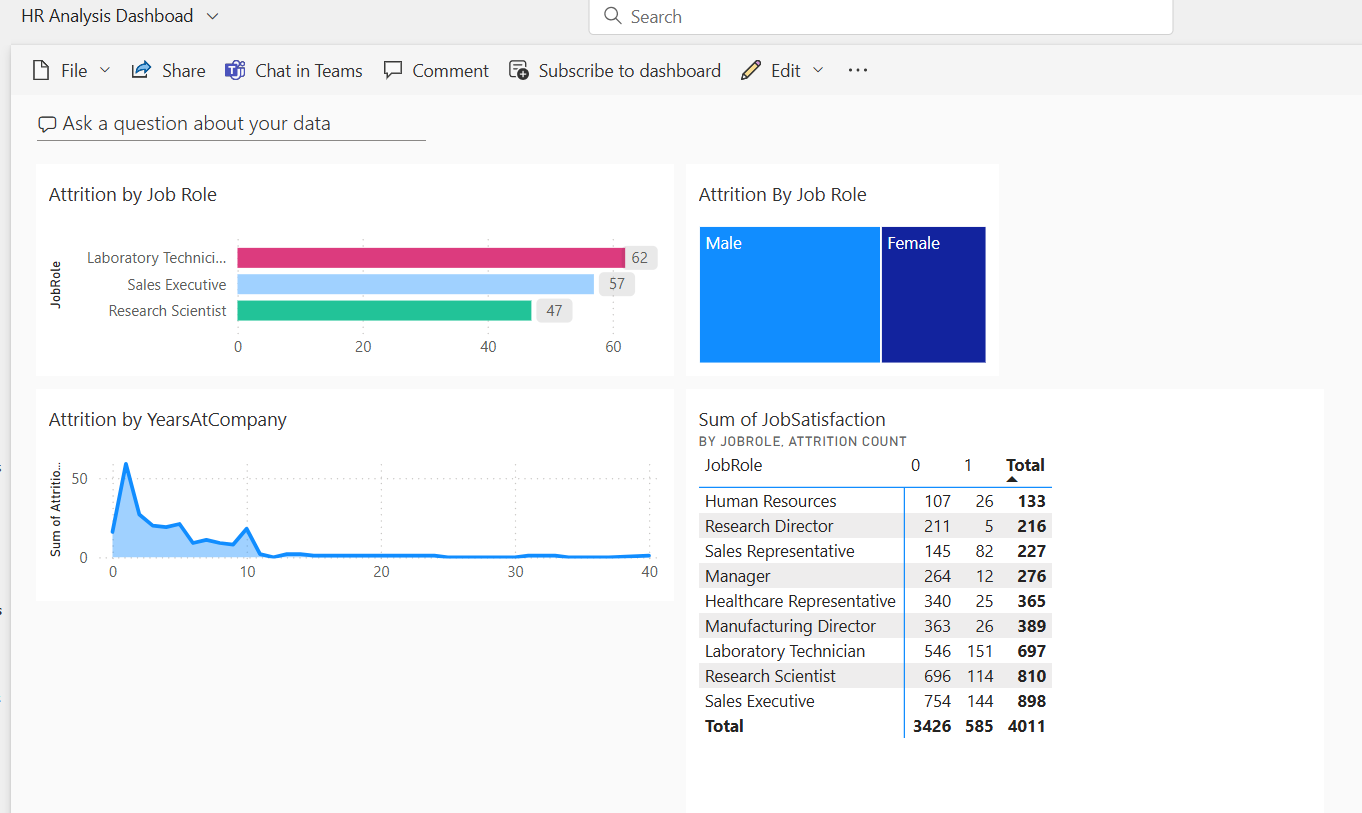 HR Analysis Dashboad
Search
File Share Chat in Teams Comment Subscribe to dashboard Edit ...
Ask a question about your data
Attrition by Job Role
JobRole
Laboratory Technici... 62
Sales Executive 57
Research Scientist 47
0 20 40 60
Attrition By Job Role
Male Female
Attrition by YearsAtCompany
Sum of Attritio...
50
0
0 10 20 30 40
Sum of JobSatisfaction
BY JOBROLE, ATTRITION COUNT
JobRole 0 1 Total
Human Resources 107 26 133
Research Director 211 5 216
Sales Representative 145 82 227
Manager 264 12 276
Healthcare Representative 340 25 365
Manufacturing Director 363 26 389
Laboratory Technician 546 151 697
Research Scientist 696 114 810
Sales Executive 754 144 898
Total 3426 585 4011